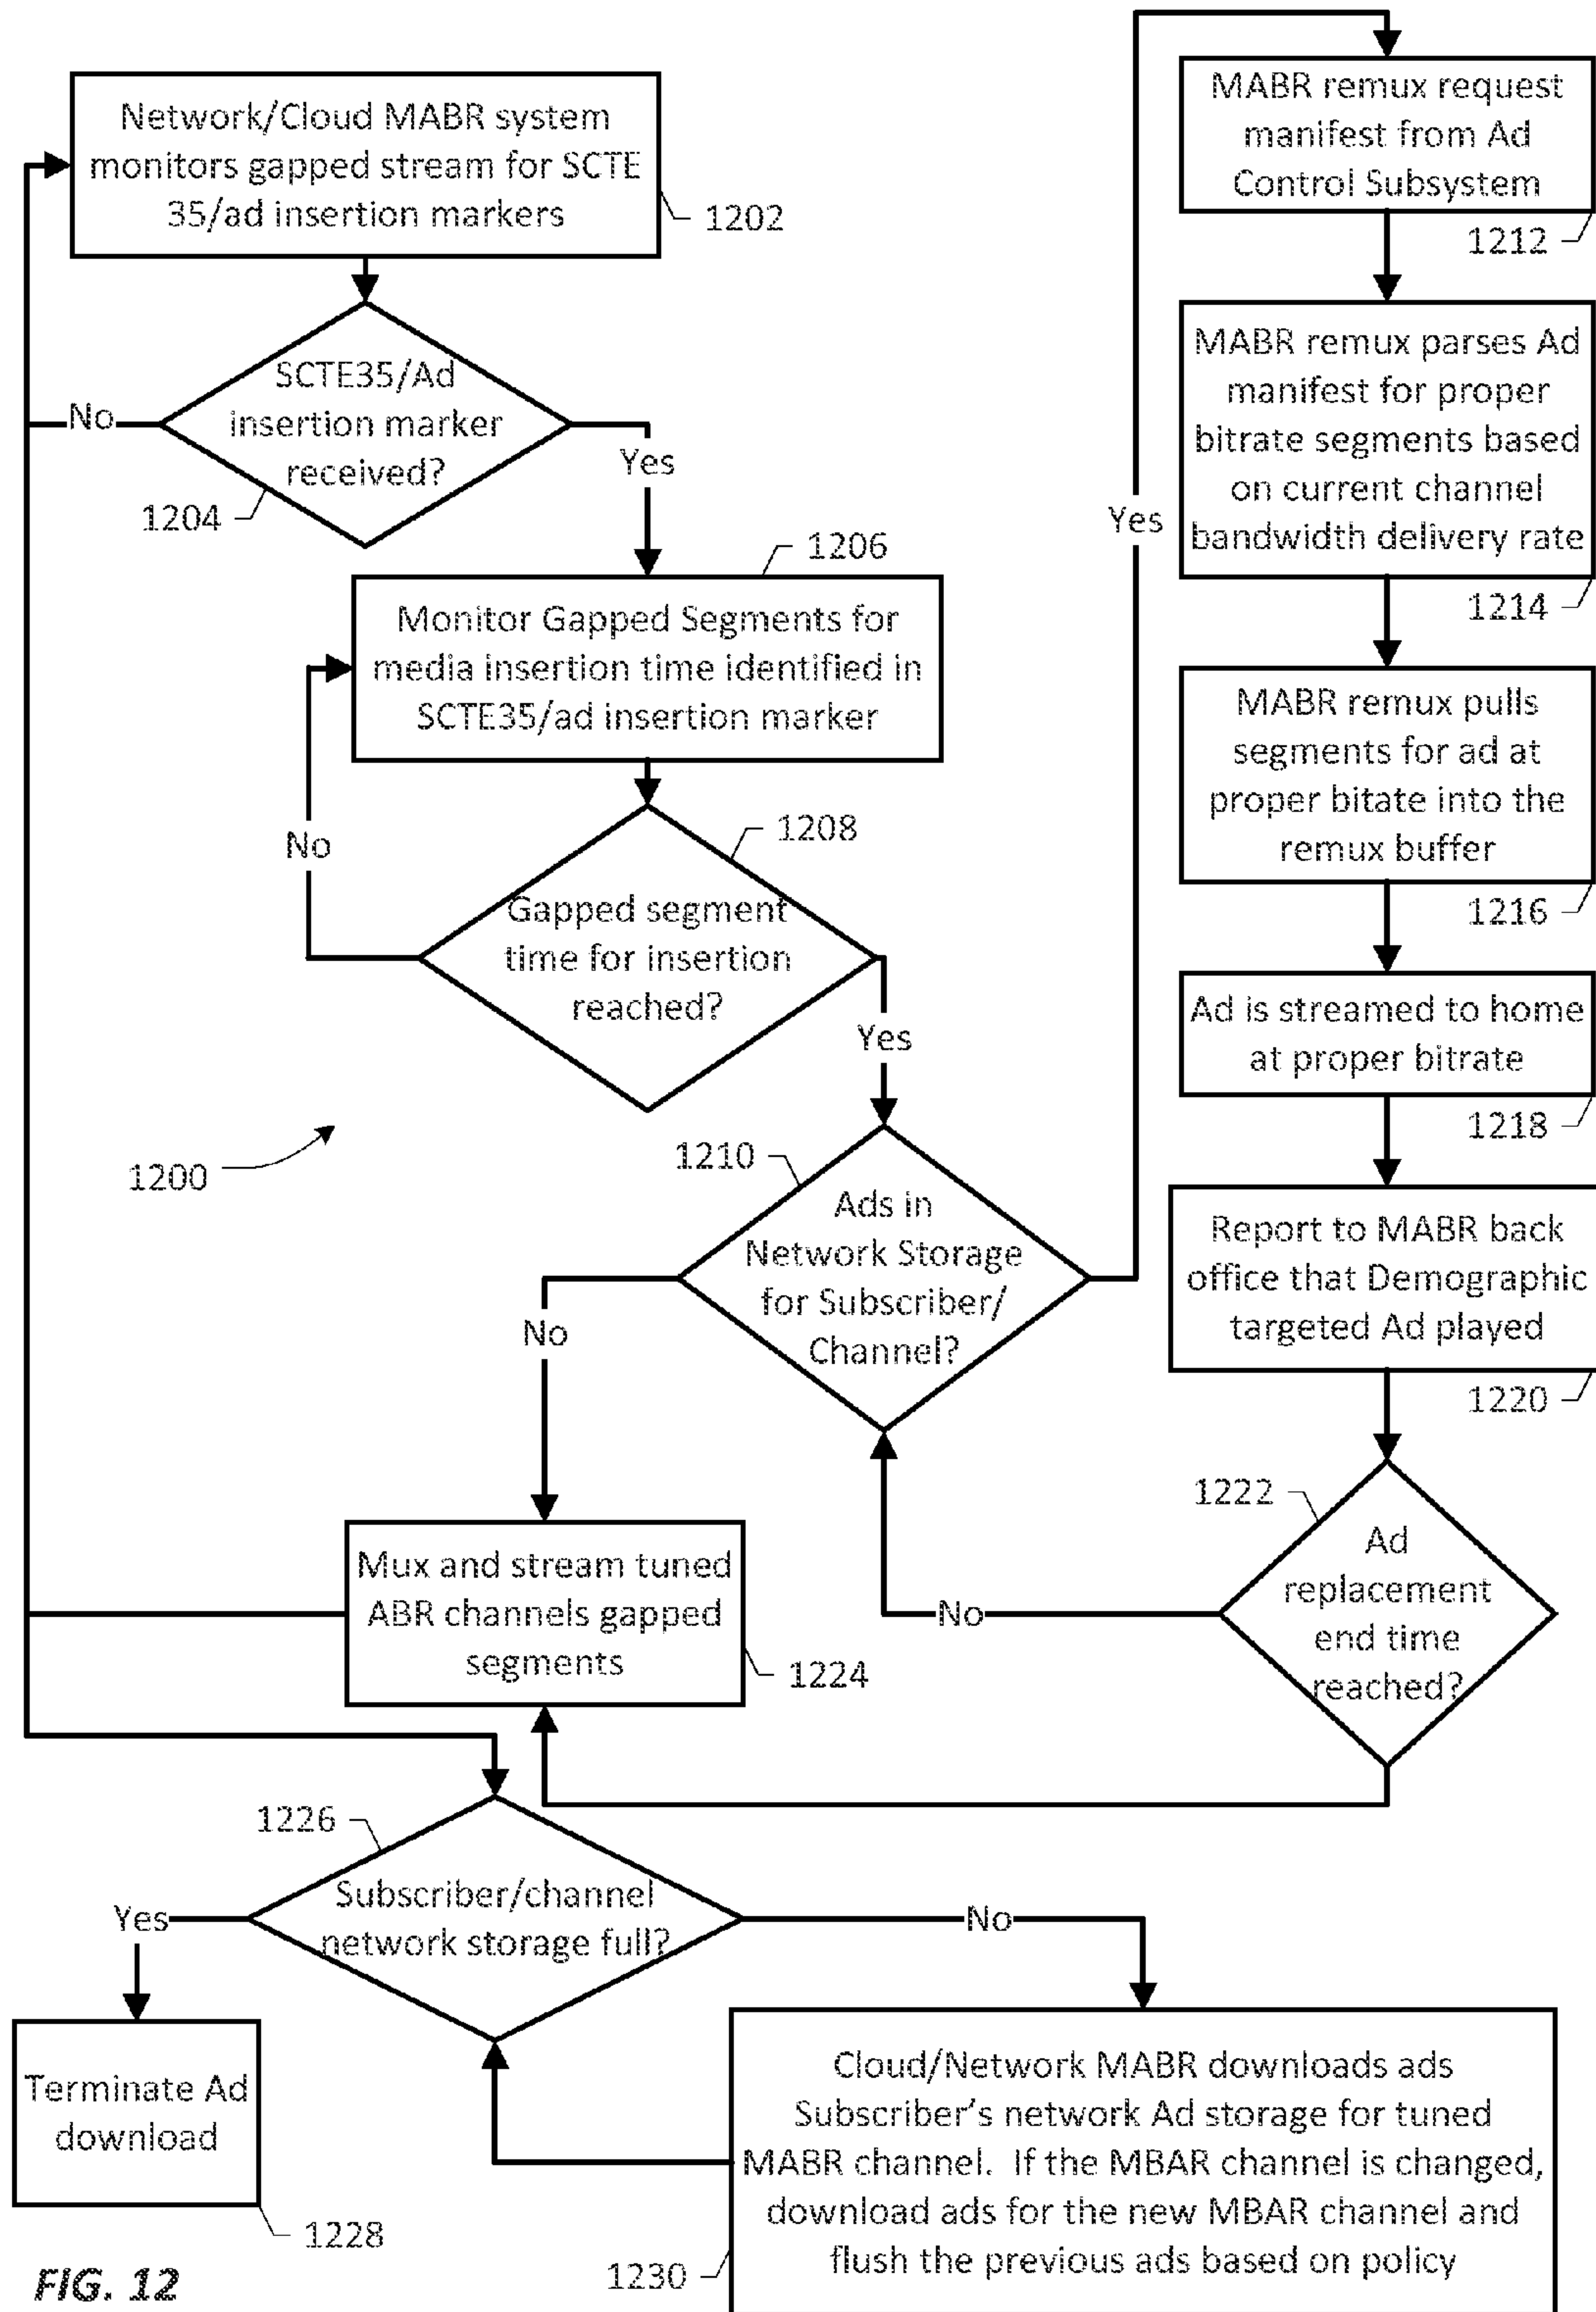 Network/Cloud MABR system
monitors gapped stream for SCTE
35/ad insertion markers
1202
SCTE35/Ad
insertion marker
received?
No
Yes
1204
1206
Monitor Gapped Segments for
media insertion time identified in
SCTE35/ad insertion marker
1208
No
Gapped segment
time for insertion
reached?
Yes
1200
1210
Ads in
Network Storage
for Subscriber/
Channel?
No
Yes
MABR remux request
manifest from Ad
Control Subsystem
1212
MABR remux parses Ad
manifest for proper
bitrate segments based
on current channel
bandwidth delivery rate
1214
MABR remux pulls
segments for ad at
proper bitate into the
remux buffer
1216
Ad is streamed to home
at proper bitrate
1218
Report to MABR back
office that Demographic
targeted Ad played
1220
1222
Ad
replacement
end time
reached?
No
Mux and stream tuned
ABR channels gapped
segments
1224
1226
Subscriber/channel
network storage full?
Yes
No
Terminate Ad
download
1228
Cloud/Network MABR downloads ads
Subscriber's network Ad storage for tuned
MABR channel.  If the MBAR channel is changed,
download ads for the new MBAR channel and
flush the previous ads based on policy
1230
FIG. 12